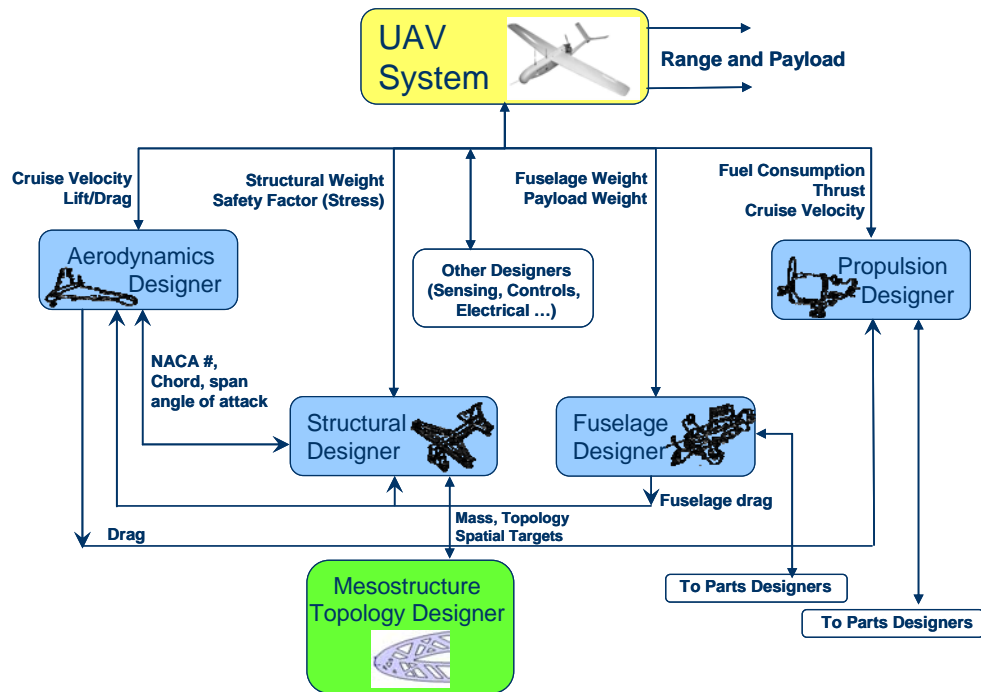 UAV
System
Range and Payload
Cruise Velocity
Lift/Drag
Structural Weight
Safety Factor (Stress)
Fuselage Weight
Payload Weight
Fuel Consumption
Thrust
Cruise Velocity
Aerodynamics
Designer
Other Designers
(Sensing, Controls,
Electrical ...)
Propulsion
Designer
NACA #,
Chord, span
angle of attack
Structural
Designer
Fuselage
Designer
Fuselage drag
Mass, Topology
Spatial Targets
Drag
Mesostructure
Topology Designer
To Parts Designers
To Parts Designers